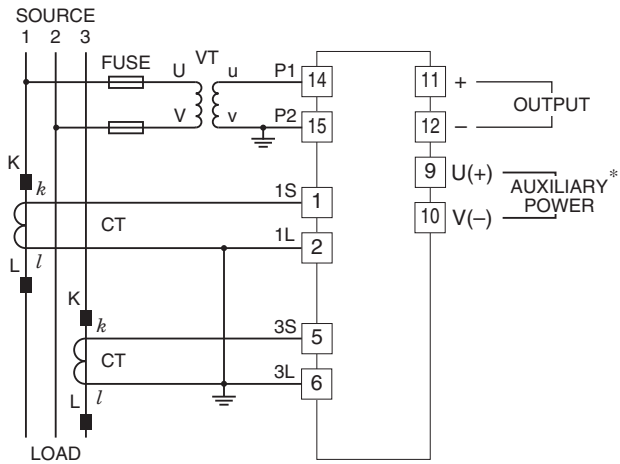 SOURCE
1 2 3
FUSE
VT
U
u
P1
14
11
+
V
v
P2
15
12
−
OUTPUT
K
k
1S
1
9
U(+)
AUXILIARY*
POWER
CT
L
l
1L
2
10
V(−)
K
k
3S
5
CT
L
l
3L
6
LOAD